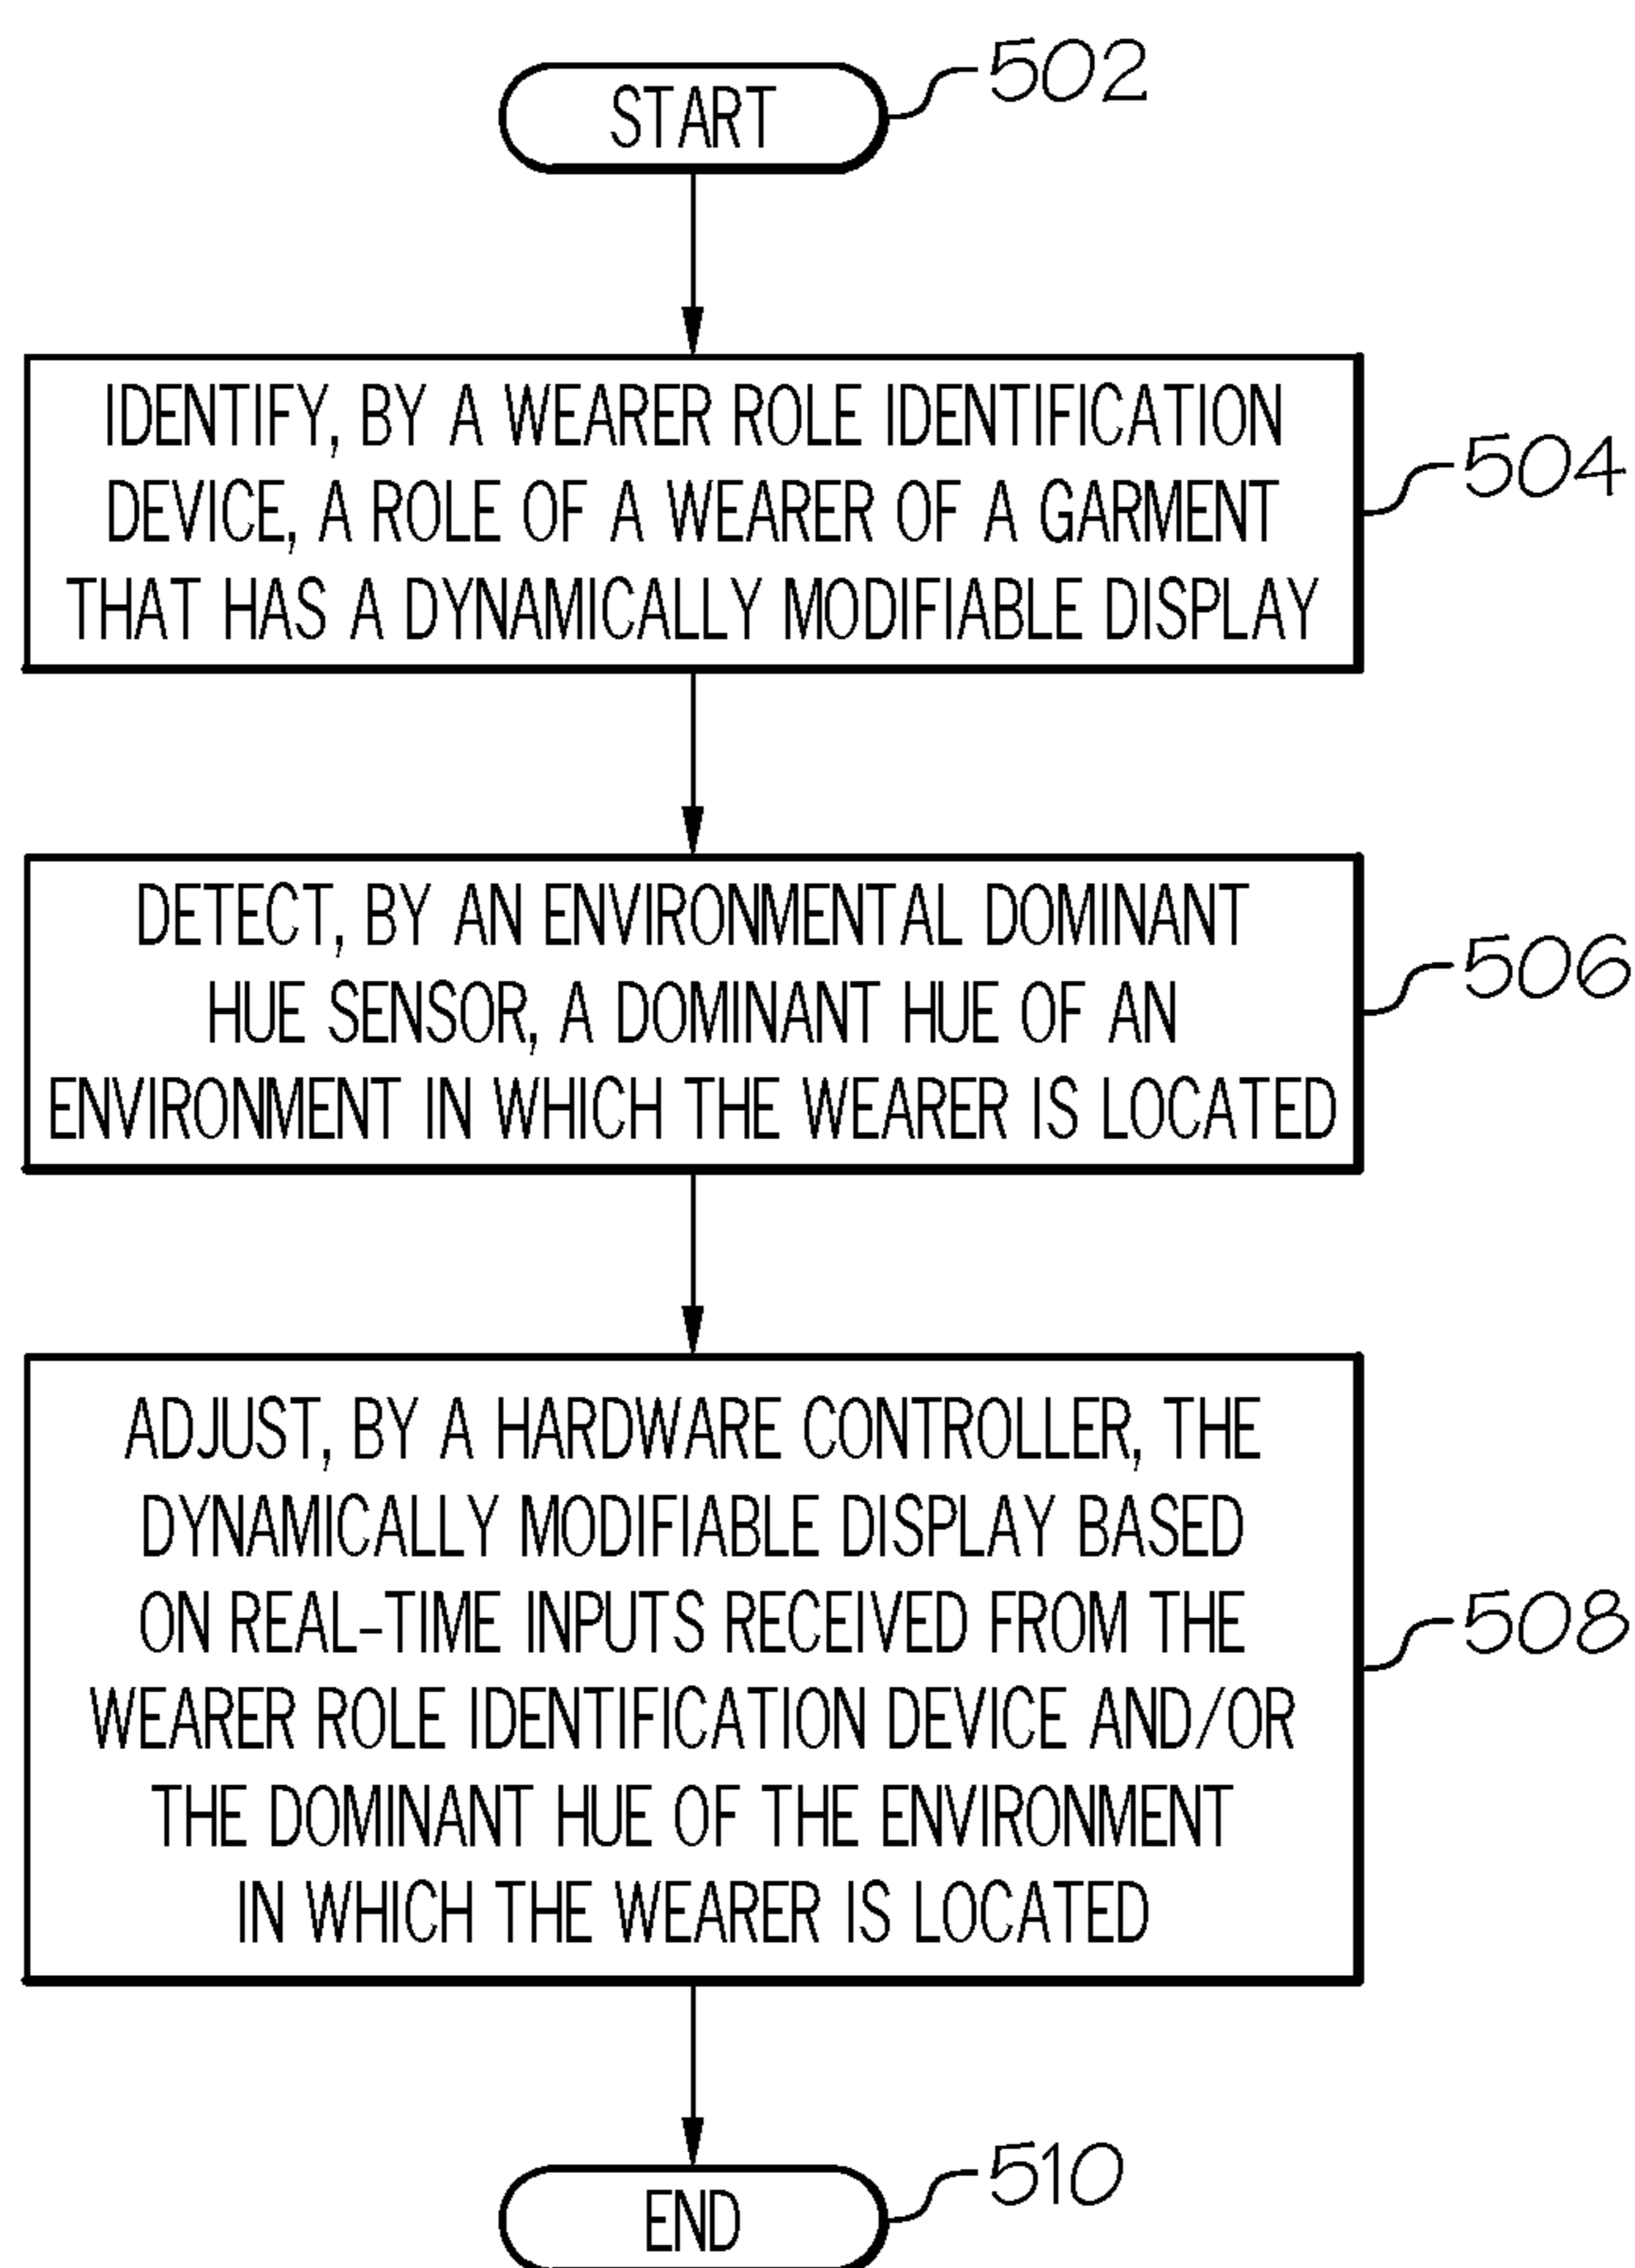 START
502
IDENTIFY, BY A WEARER ROLE IDENTIFICATION
DEVICE, A ROLE OF A WEARER OF A GARMENT
THAT HAS A DYNAMICALLY MODIFIABLE DISPLAY
504
DETECT, BY AN ENVIRONMENTAL DOMINANT
HUE SENSOR, A DOMINANT HUE OF AN
ENVIRONMENT IN WHICH THE WEARER IS LOCATED
506
ADJUST, BY A HARDWARE CONTROLLER, THE
DYNAMICALLY MODIFIABLE DISPLAY BASED
ON REAL-TIME INPUTS RECEIVED FROM THE
WEARER ROLE IDENTIFICATION DEVICE AND/OR
THE DOMINANT HUE OF THE ENVIRONMENT
IN WHICH THE WEARER IS LOCATED
508
END
510